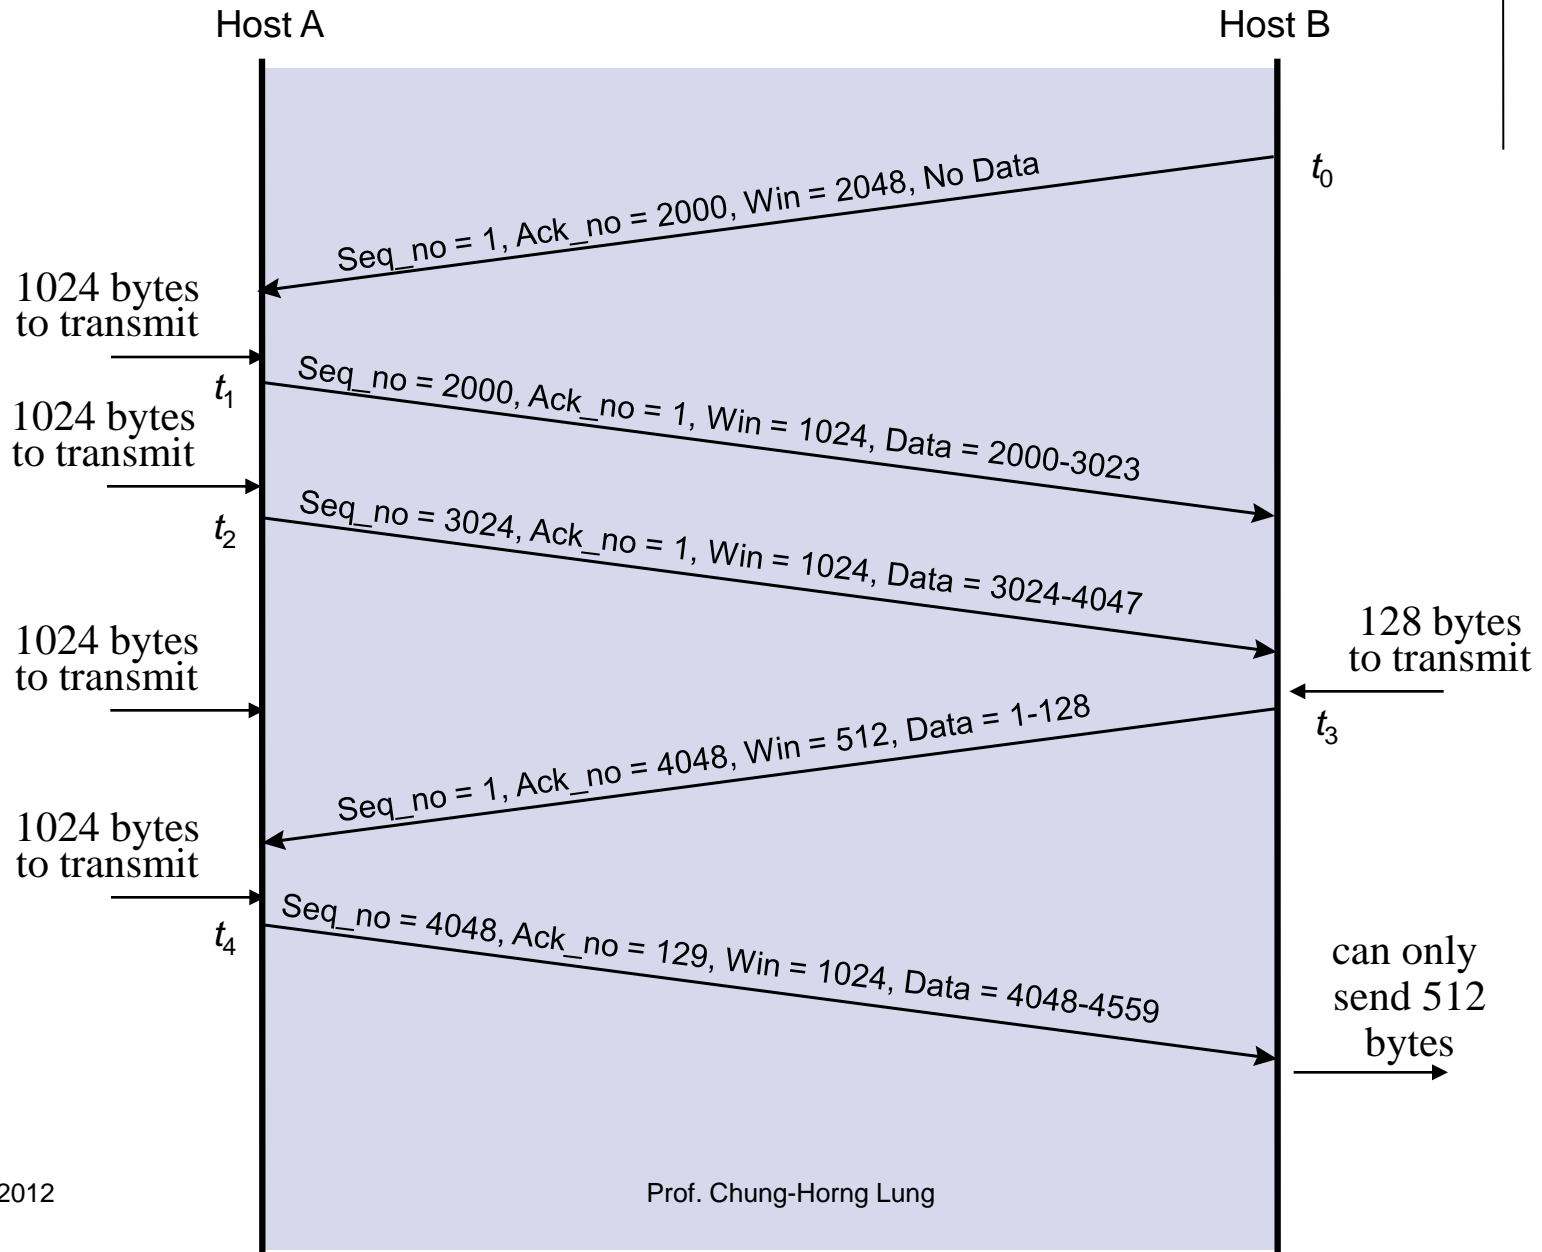 Host A
Host B
t0
Seq_no = 1, Ack_no = 2000, Win = 2048, No Data
1024 bytes
to transmit
t1
Seq_no = 2000, Ack_no = 1, Win = 1024, Data = 2000-3023
1024 bytes
to transmit
t2
Seq_no = 3024, Ack_no = 1, Win = 1024, Data = 3024-4047
128 bytes
to transmit
1024 bytes
to transmit
t3
Seq_no = 1, Ack_no = 4048, Win = 512, Data = 1-128
1024 bytes
to transmit
t4
Seq_no = 4048, Ack_no = 129, Win = 1024, Data = 4048-4559
can only
send 512
bytes
2012
Prof. Chung-Horng Lung